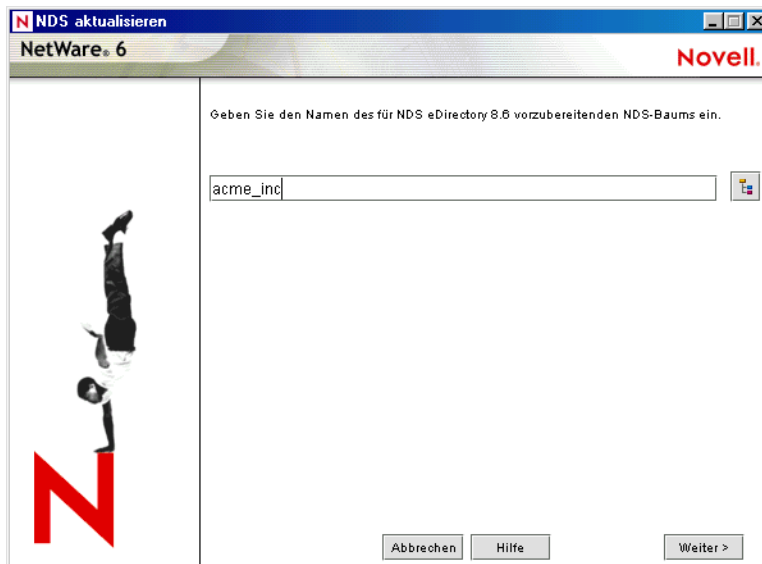 N NDS aktualisieren
NetWare® 6
Novell.
Geben Sie den Namen des für NDS eDirectory 8.6 vorzubereitenden NDS-Baums ein.
acme_inc
N
Abbrechen Hilfe Weiter >